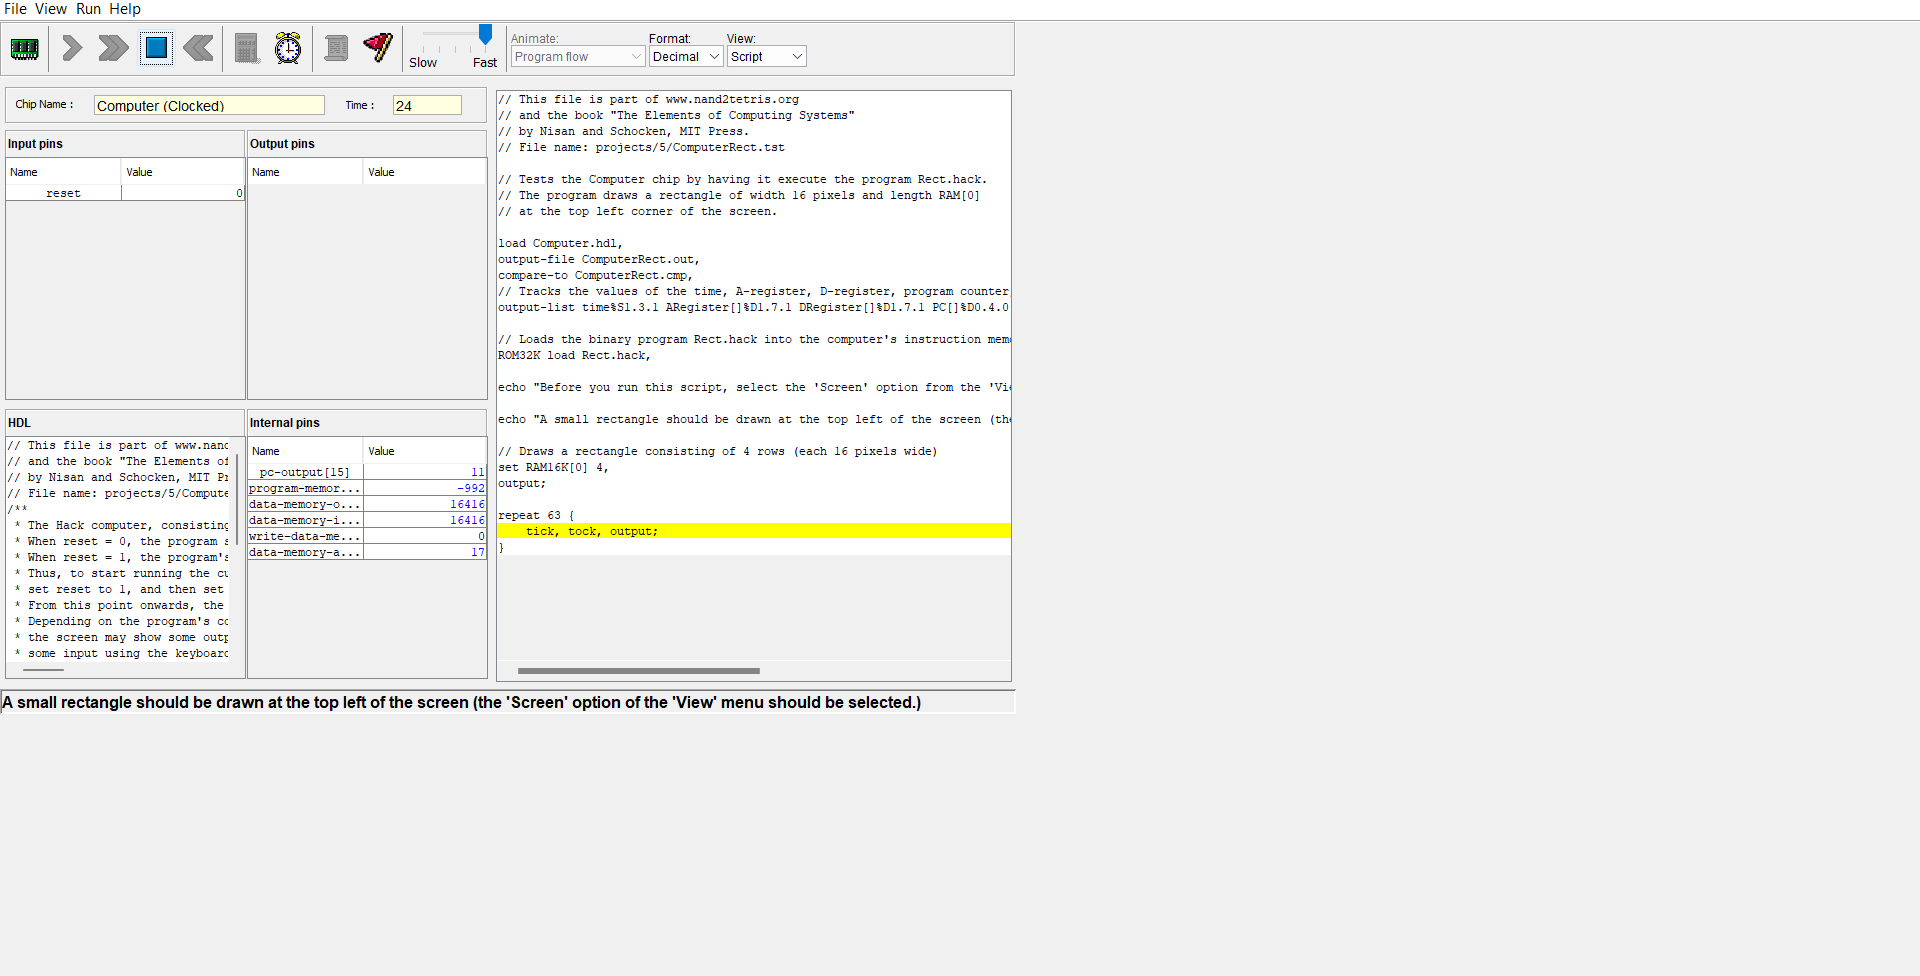 File View Run Help
Slow Fast
Animate: Format: View:
Program flow Decimal Script
Chip Name : Computer (Clocked) Time : 24
Input pins
Name Value
reset 0
Output pins
Name Value
HDL
// This file is part of www.nand
// and the book "The Elements of
// by Nisan and Schocken, MIT Pr
// File name: projects/5/Compute
/**
* The Hack computer, consisting
* When reset = 0, the program s
* When reset = 1, the program's
* Thus, to start running the cu
* set reset to 1, and then set
* From this point onwards, the
* Depending on the program's co
* the screen may show some outp
* some input using the keyboard
Internal pins
Name Value
pc-output[15] 11
program-memor... -992
data-memory-o... 16416
data-memory-i... 16416
write-data-me... 0
data-memory-a... 17
// This file is part of www.nand2tetris.org
// and the book "The Elements of Computing Systems"
// by Nisan and Schocken, MIT Press.
// File name: projects/5/ComputerRect.tst
// Tests the Computer chip by having it execute the program Rect.hack.
// The program draws a rectangle of width 16 pixels and length RAM[0]
// at the top left corner of the screen.
load Computer.hdl,
output-file ComputerRect.out,
compare-to ComputerRect.cmp,
// Tracks the values of the time, A-register, D-register, program counter,
output-list time%S1.3.1 ARegister[]%D1.7.1 DRegister[]%D1.7.1 PC[]%D0.4.0
// Loads the binary program Rect.hack into the computer's instruction mem
ROM32K load Rect.hack,
echo "Before you run this script, select the 'Screen' option from the 'Vie
echo "A small rectangle should be drawn at the top left of the screen (the
// Draws a rectangle consisting of 4 rows (each 16 pixels wide)
set RAM16K[0] 4,
output;
repeat 63 {
tick, tock, output;
}
A small rectangle should be drawn at the top left of the screen (the 'Screen' option of the 'View' menu should be selected.)